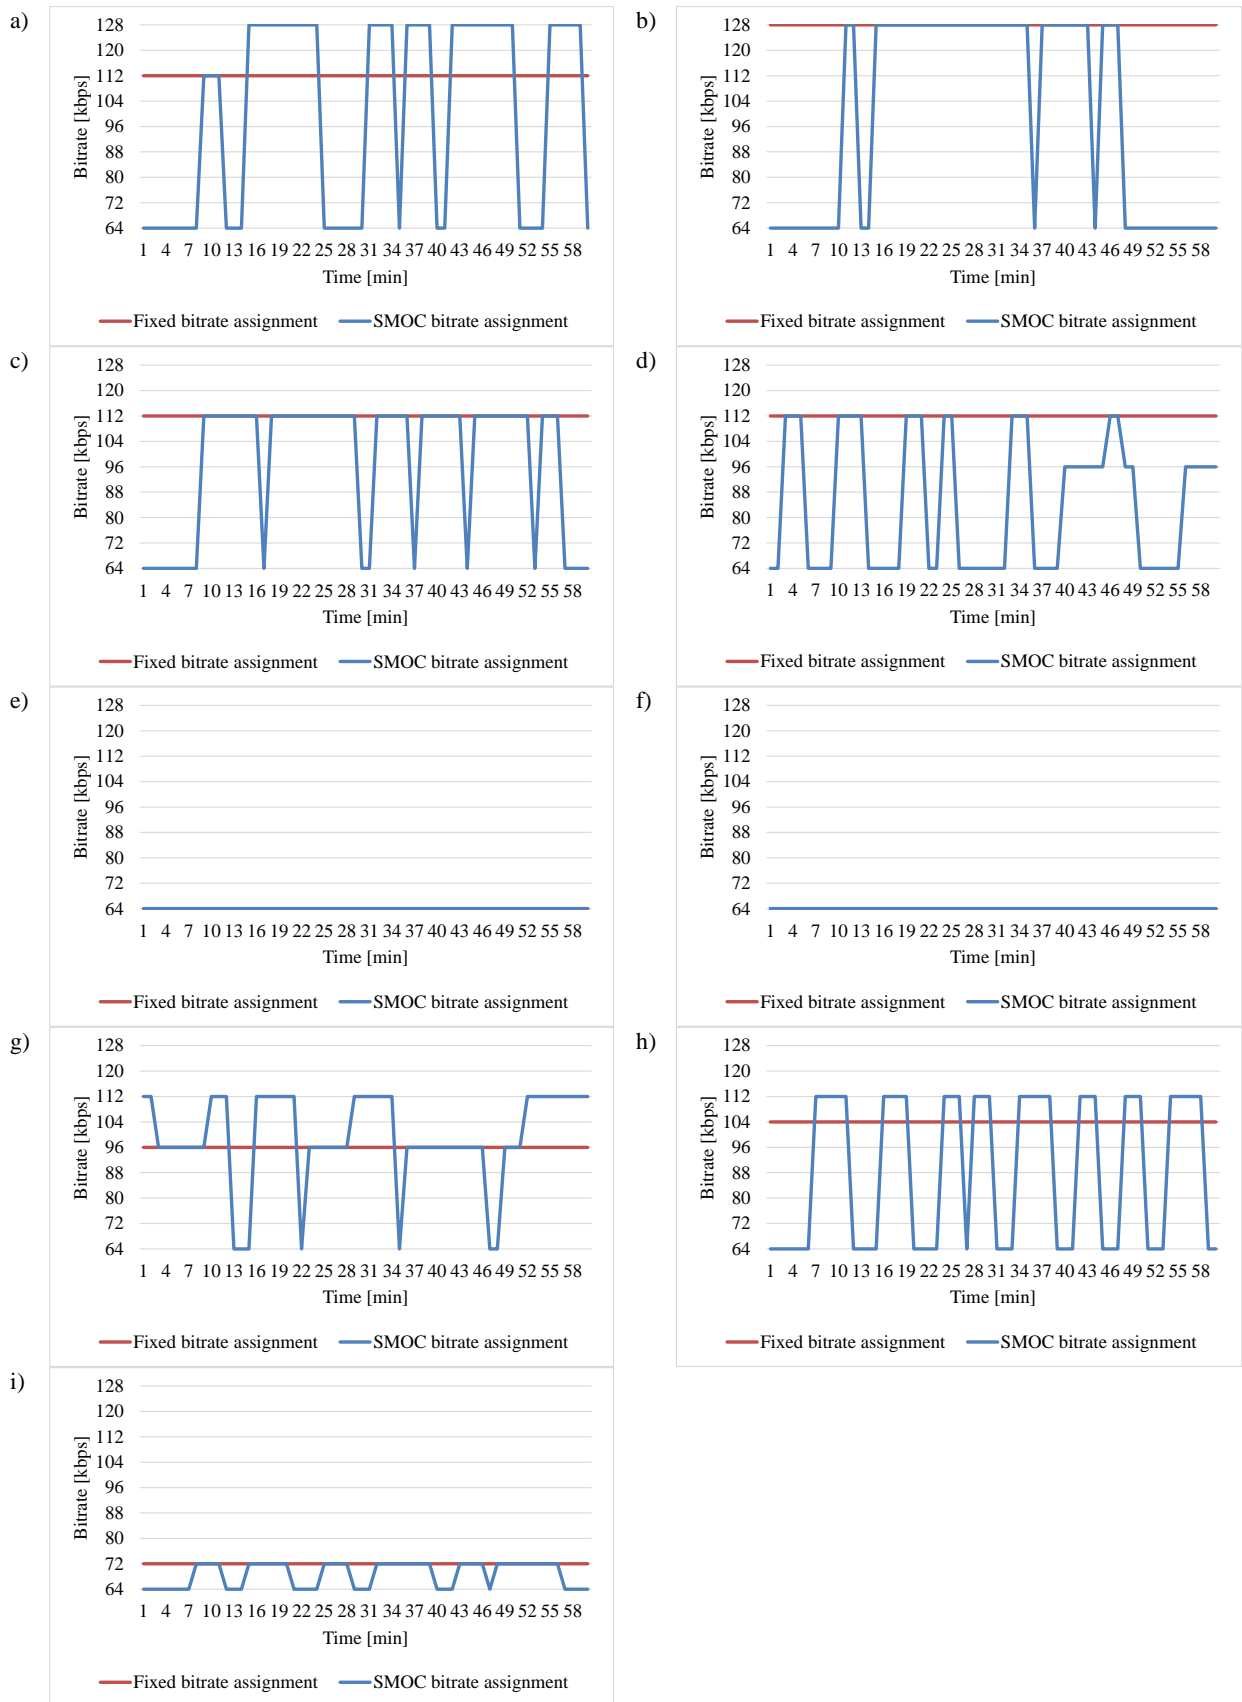 a)
128
120
112
104
96
88
80
72
64
Bitrate [kbps]
1 4 7 10 13 16 19 22 25 28 31 34 37 40 43 46 49 52 55 58
Time [min]
Fixed bitrate assignment SMOC bitrate assignment
b)
128
120
112
104
96
88
80
72
64
Bitrate [kbps]
1 4 7 10 13 16 19 22 25 28 31 34 37 40 43 46 49 52 55 58
Time [min]
Fixed bitrate assignment SMOC bitrate assignment
c)
128
120
112
104
96
88
80
72
64
Bitrate [kbps]
1 4 7 10 13 16 19 22 25 28 31 34 37 40 43 46 49 52 55 58
Time [min]
Fixed bitrate assignment SMOC bitrate assignment
d)
128
120
112
104
96
88
80
72
64
Bitrate [kbps]
1 4 7 10 13 16 19 22 25 28 31 34 37 40 43 46 49 52 55 58
Time [min]
Fixed bitrate assignment SMOC bitrate assignment
e)
128
120
112
104
96
88
80
72
64
Bitrate [kbps]
1 4 7 10 13 16 19 22 25 28 31 34 37 40 43 46 49 52 55 58
Time [min]
Fixed bitrate assignment SMOC bitrate assignment
f)
128
120
112
104
96
88
80
72
64
Bitrate [kbps]
1 4 7 10 13 16 19 22 25 28 31 34 37 40 43 46 49 52 55 58
Time [min]
Fixed bitrate assignment SMOC bitrate assignment
g)
128
120
112
104
96
88
80
72
64
Bitrate [kbps]
1 4 7 10 13 16 19 22 25 28 31 34 37 40 43 46 49 52 55 58
Time [min]
Fixed bitrate assignment SMOC bitrate assignment
h)
128
120
112
104
96
88
80
72
64
Bitrate [kbps]
1 4 7 10 13 16 19 22 25 28 31 34 37 40 43 46 49 52 55 58
Time [min]
Fixed bitrate assignment SMOC bitrate assignment
i)
128
120
112
104
96
88
80
72
64
Bitrate [kbps]
1 4 7 10 13 16 19 22 25 28 31 34 37 40 43 46 49 52 55 58
Time [min]
Fixed bitrate assignment SMOC bitrate assignment